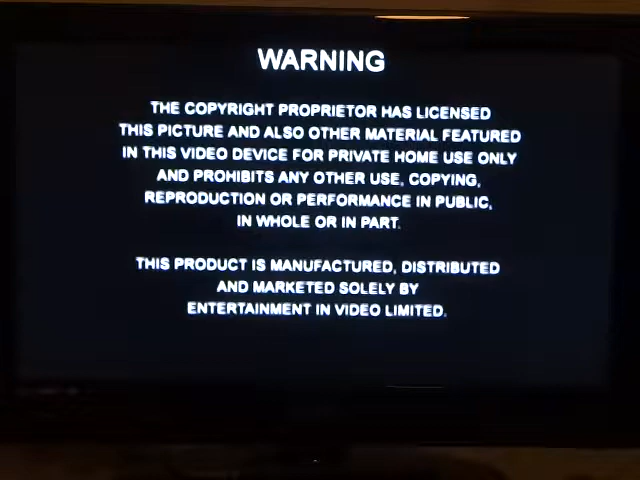 WARNING
THE COPYRIGHT PROPRIETOR HAS LICENSED
THIS PICTURE AND ALSO OTHER MATERIAL FEATURED
IN THIS VIDEO DEVICE FOR PRIVATE HOME USE ONLY
AND PROHIBITS ANY OTHER USE, COPYING,
REPRODUCTION OR PERFORMANCE IN PUBLIC,
IN WHOLE OR IN PART.
THIS PRODUCT IS MANUFACTURED, DISTRIBUTED
AND MARKETED SOLELY BY
ENTERTAINMENT IN VIDEO LIMITED.